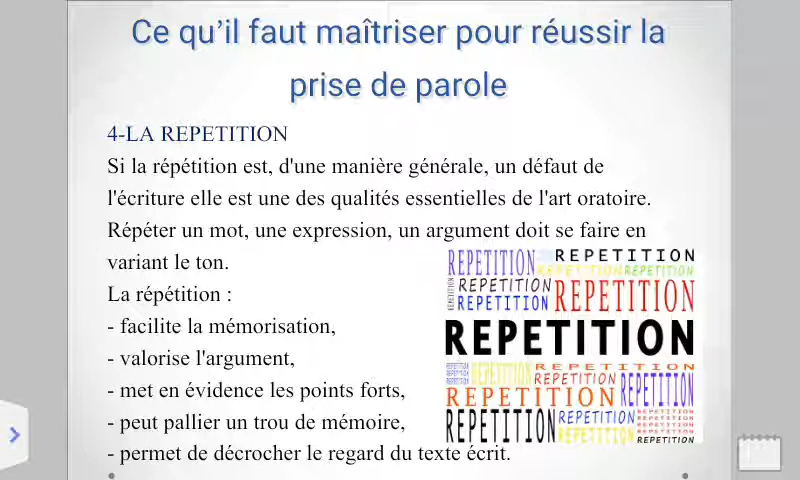 Ce qu'il faut maîtriser pour réussir la
prise de parole
4-LA REPETITION
Si la répétition est, d'une manière générale, un défaut de
l'écriture elle est une des qualités essentielles de l'art oratoire.
Répéter un mot, une expression, un argument doit se faire en
variant le ton.
La répétition :
- facilite la mémorisation,
- valorise l'argument,
- met en évidence les points forts,
- peut pallier un trou de mémoire,
- permet de décrocher le regard du texte écrit.
REPETITION REPETITION
REPETITION REPETITION
REPETITION REPETITION
REPETITION
REPETITION
REPETITION REPETITION
REPETITION REPETITION
REPETITION
REPETITION REPETITION
REPETITION REPETITION